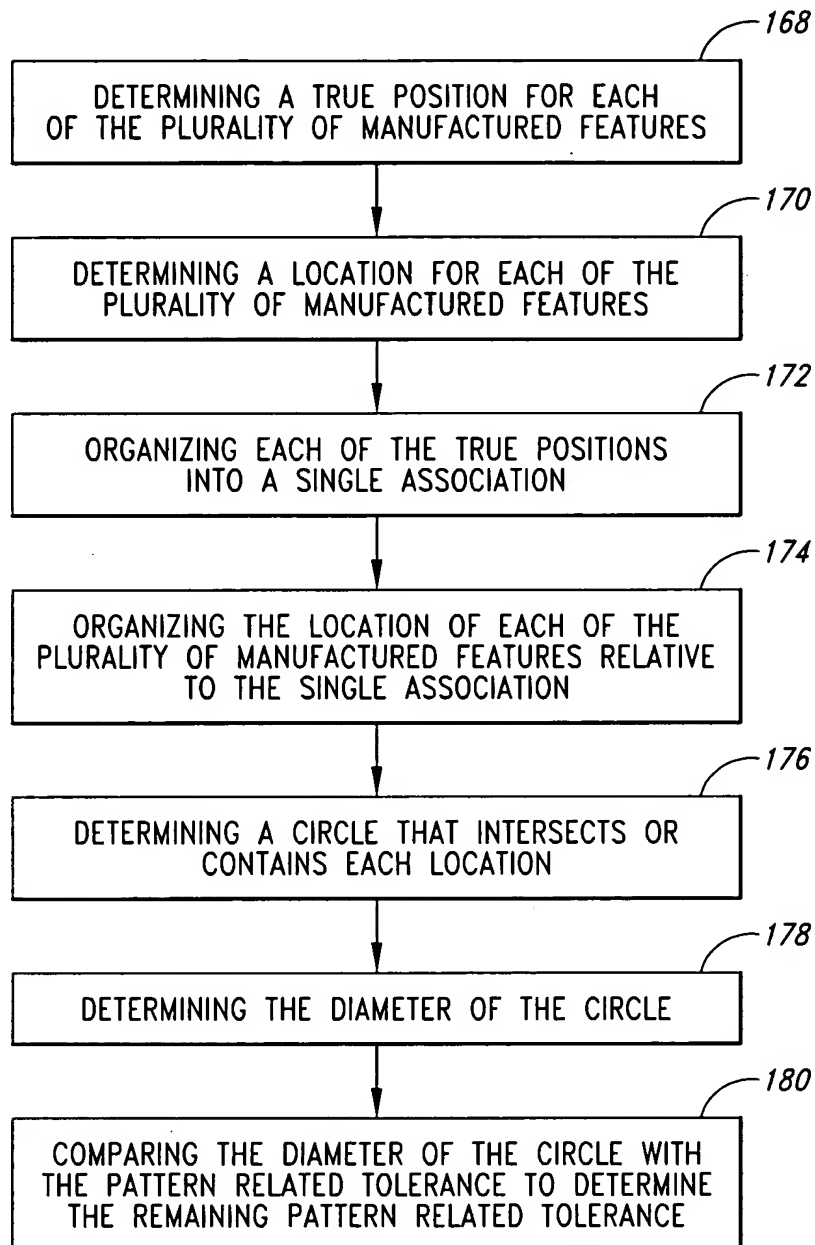 168
DETERMINING A TRUE POSITION FOR EACH
OF THE PLURALITY OF MANUFACTURED FEATURES
170
DETERMINING A LOCATION FOR EACH OF THE
PLURALITY OF MANUFACTURED FEATURES
172
ORGANIZING EACH OF THE TRUE POSITIONS
INTO A SINGLE ASSOCIATION
174
ORGANIZING THE LOCATION OF EACH OF THE
PLURALITY OF MANUFACTURED FEATURES RELATIVE
TO THE SINGLE ASSOCIATION
176
DETERMINING A CIRCLE THAT INTERSECTS OR
CONTAINS EACH LOCATION
178
DETERMINING THE DIAMETER OF THE CIRCLE
180
COMPARING THE DIAMETER OF THE CIRCLE WITH
THE PATTERN RELATED TOLERANCE TO DETERMINE
THE REMAINING PATTERN RELATED TOLERANCE